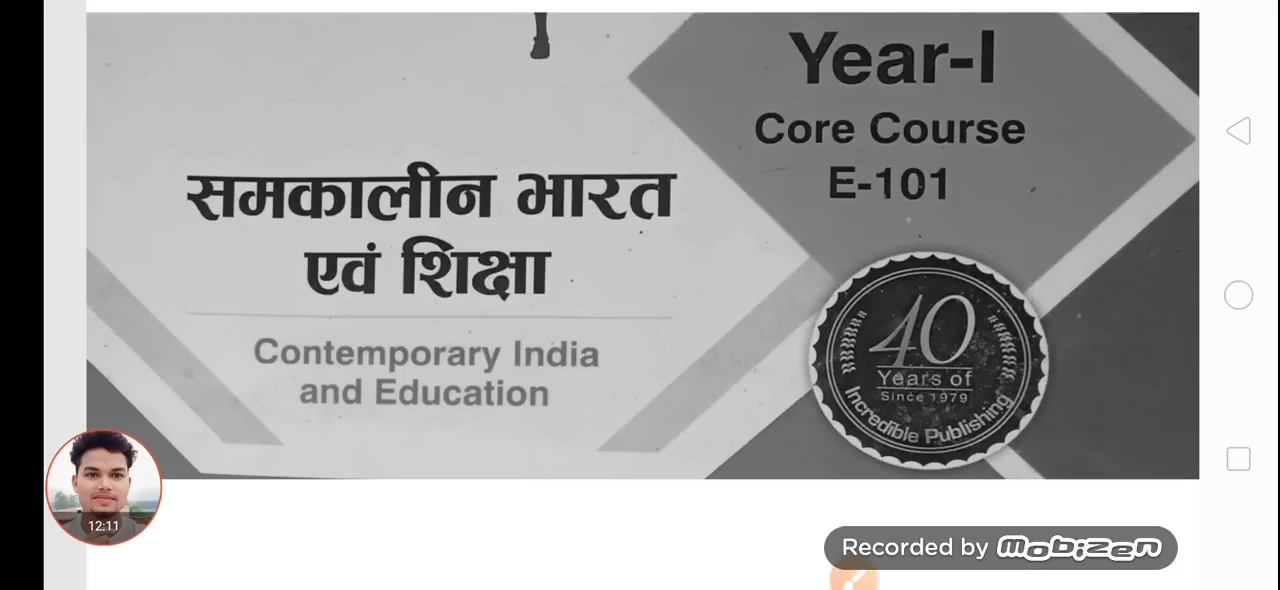 Year-I
Core Course
E-101
समकालीन भारत
एवं शिक्षा
Contemporary India
and Education
40
Years of
Since 1979
Incredible Publishing
12:11
Recorded by mobizen